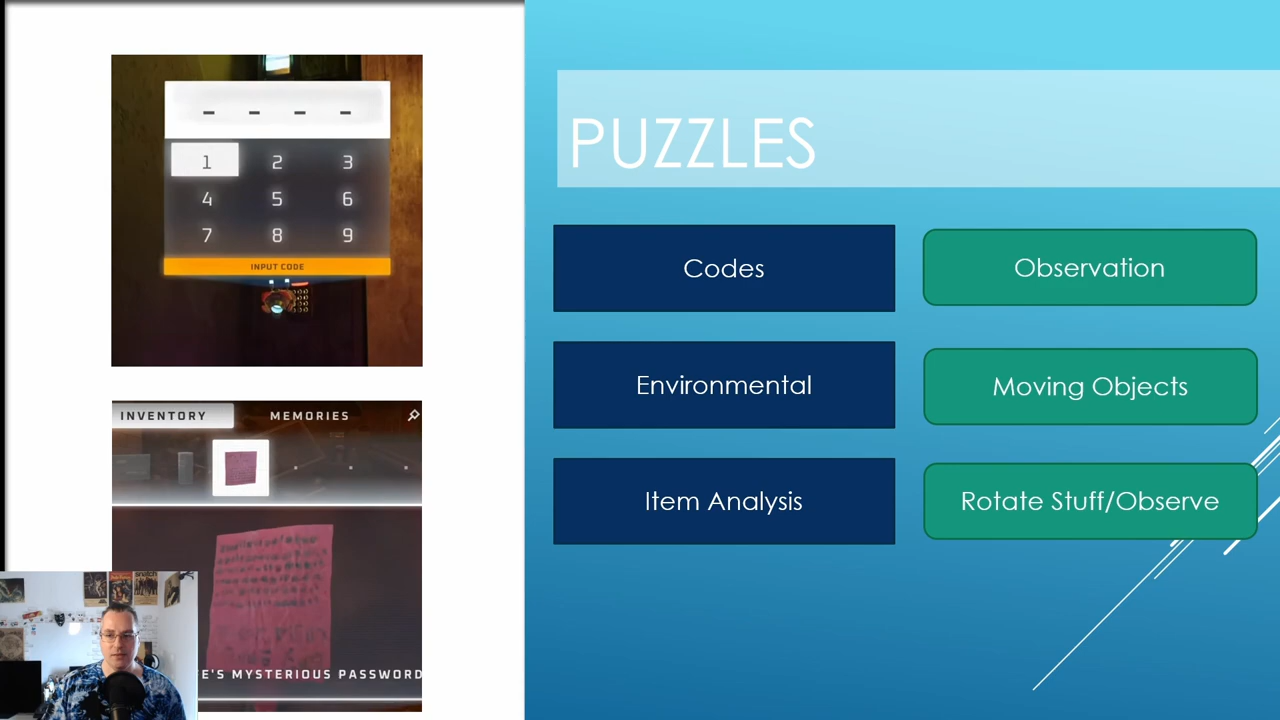 – – – –
1 2 3
4 5 6
7 8 9
INPUT CODE
INVENTORY MEMORIES
E'S MYSTERIOUS PASSWORD
PUZZLES
Codes Observation
Environmental Moving Objects
Item Analysis Rotate Stuff/Observe